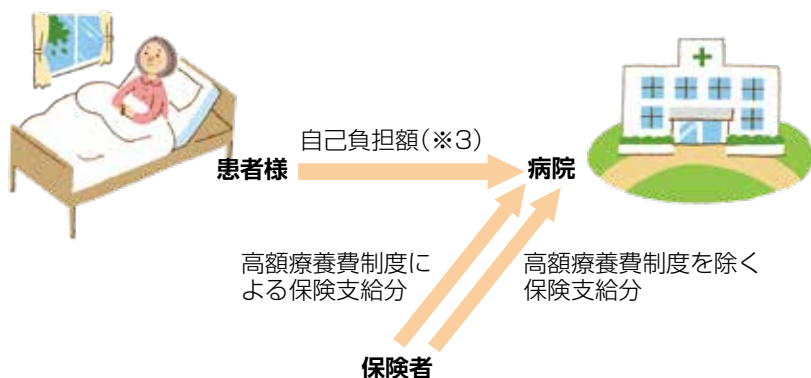 自己負担額(※3)
患者様
病院
高額療養費制度に
よる保険支給分
高額療養費制度を除く
保険支給分
保険者